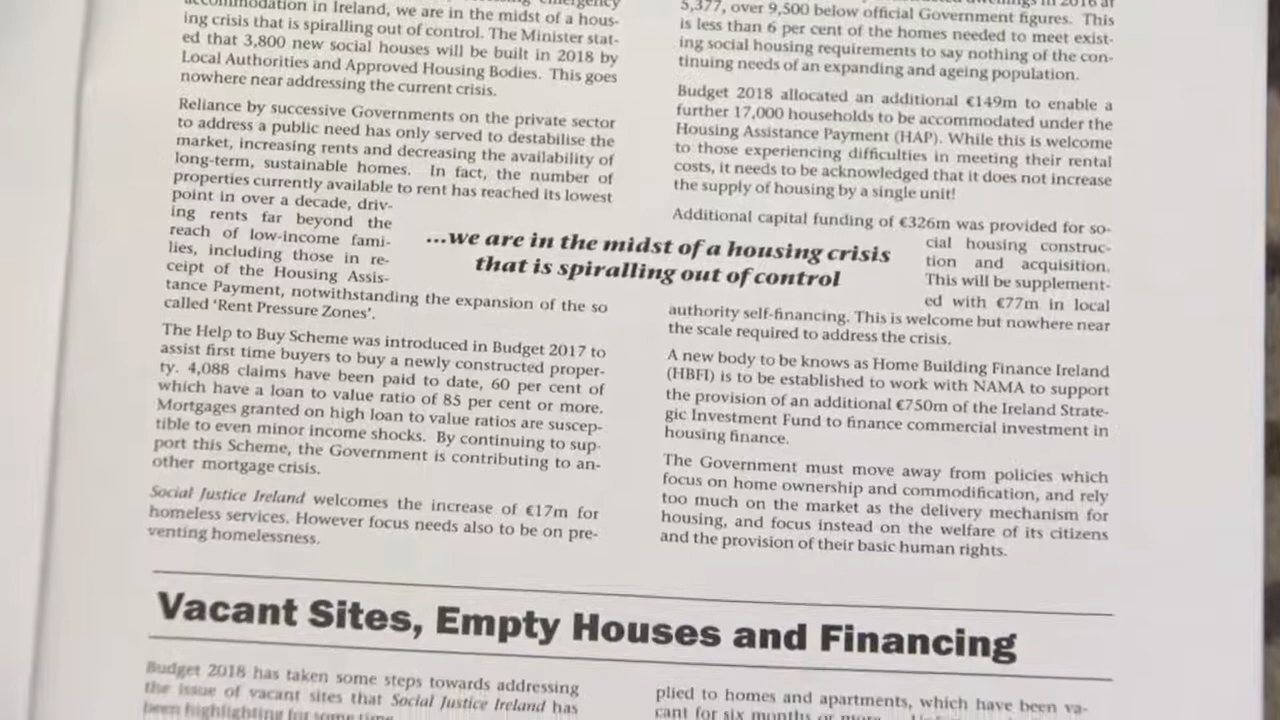 accommodation in Ireland, we are in the midst of a hous-
ing crisis that is spiralling out of control. The Minister stat-
ed that 3,800 new social houses will be built in 2018 by
Local Authorities and Approved Housing Bodies. This goes
nowhere near addressing the current crisis.
Reliance by successive Governments on the private sector
to address a public need has only served to destabilise the
market, increasing rents and decreasing the availability of
long-term, sustainable homes. In fact, the number of
properties currently available to rent has reached its lowest
point in over a decade, driv-
ing rents far beyond the
reach of low-income fami-
lies, including those in re-
ceipt of the Housing Assis-
tance Payment, notwithstanding the expansion of the so
called ‘Rent Pressure Zones’.
The Help to Buy Scheme was introduced in Budget 2017 to
assist first time buyers to buy a newly constructed proper-
ty. 4,088 claims have been paid to date, 60 per cent of
which have a loan to value ratio of 85 per cent or more.
Mortgages granted on high loan to value ratios are suscep-
tible to even minor income shocks. By continuing to sup-
port this Scheme, the Government is contributing to an-
other mortgage crisis.
Social Justice Ireland welcomes the increase of €17m for
homeless services. However focus needs also to be on pre-
venting homelessness.
...we are in the midst of a housing crisis
that is spiralling out of control
5,377, over 9,500 below official Government figures. This
is less than 6 per cent of the homes needed to meet exist-
ing social housing requirements to say nothing of the con-
tinuing needs of an expanding and ageing population.
Budget 2018 allocated an additional €149m to enable a
further 17,000 households to be accommodated under the
Housing Assistance Payment (HAP). While this is welcome
to those experiencing difficulties in meeting their rental
costs, it needs to be acknowledged that it does not increase
the supply of housing by a single unit!
Additional capital funding of €326m was provided for so-
cial housing construc-
tion and acquisition.
This will be supplement-
ed with €77m in local
authority self-financing. This is welcome but nowhere near
the scale required to address the crisis.
A new body to be knows as Home Building Finance Ireland
(HBFI) is to be established to work with NAMA to support
the provision of an additional €750m of the Ireland Strate-
gic Investment Fund to finance commercial investment in
housing finance.
The Government must move away from policies which
focus on home ownership and commodification, and rely
too much on the market as the delivery mechanism for
housing, and focus instead on the welfare of its citizens
and the provision of their basic human rights.
Vacant Sites, Empty Houses and Financing
Budget 2018 has taken some steps towards addressing
the issue of vacant sites that Social Justice Ireland has
been highlighting for some time.
plied to homes and apartments, which have been va-
cant for six months or more.